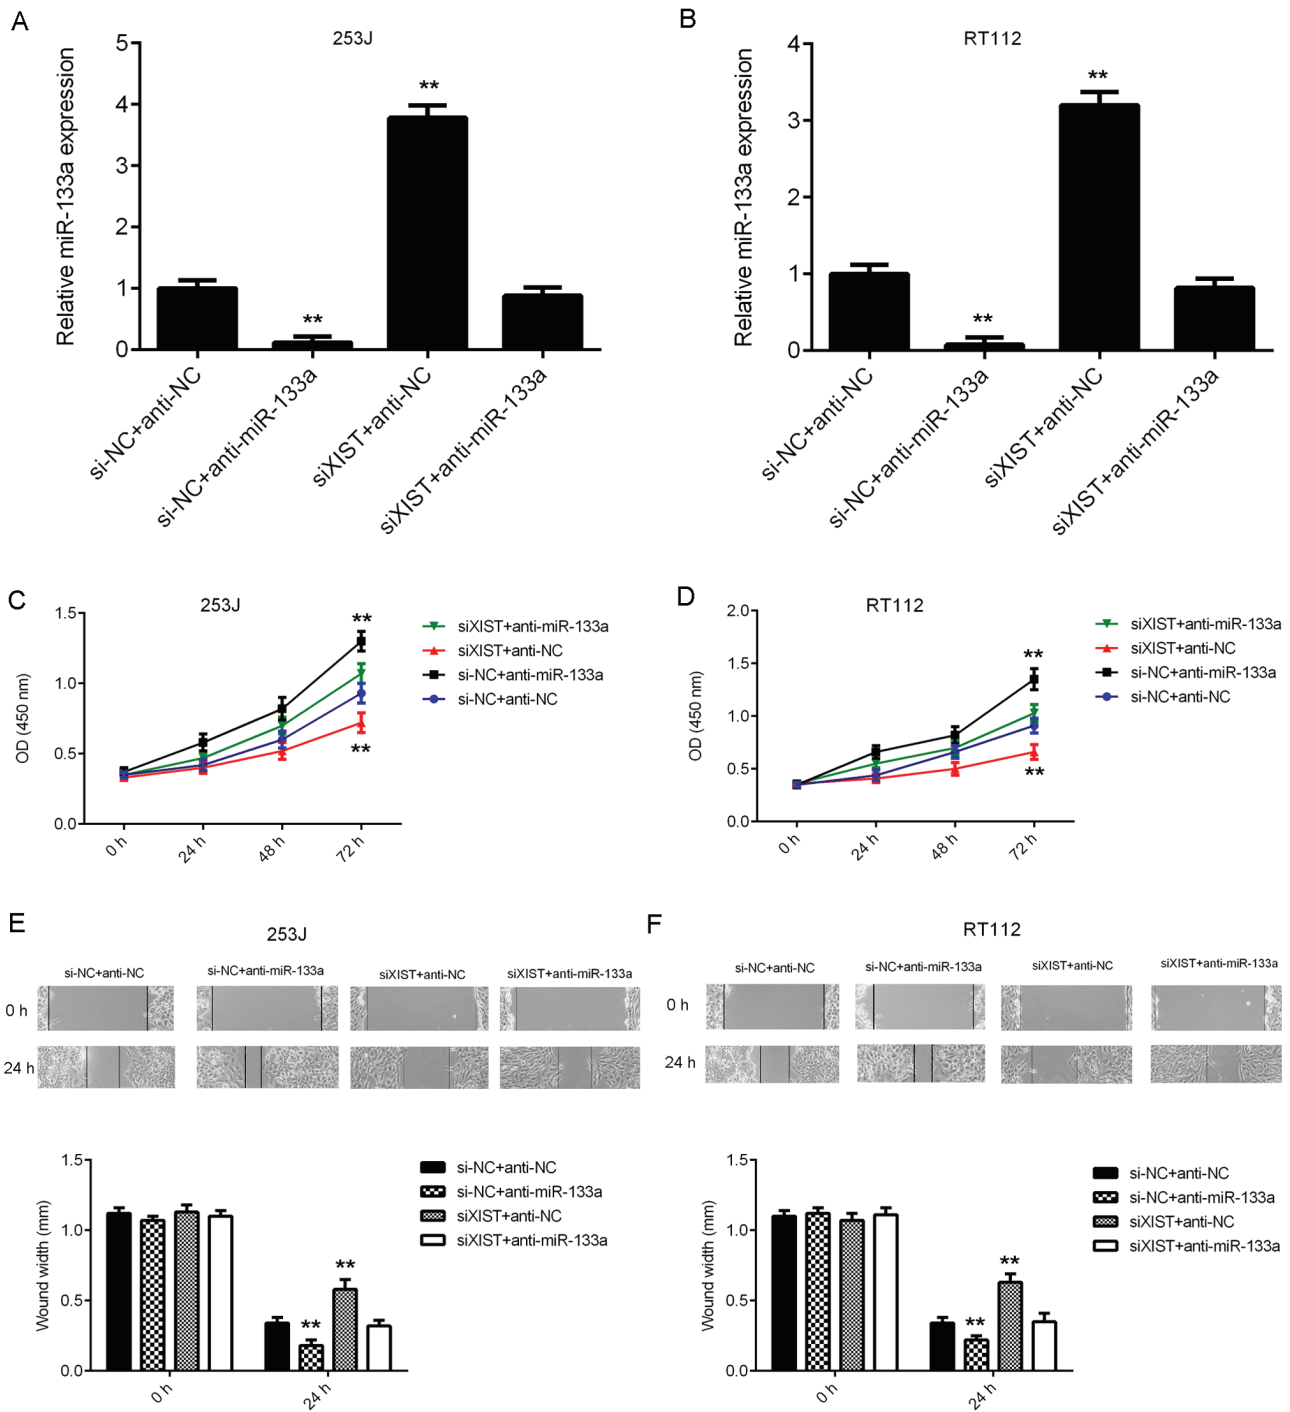 A
253J
Relative miR-133a expression
5
4
3
2
1
0
**
**
si-NC+anti-NC
si-NC+anti-miR-133a
siXIST+anti-NC
siXIST+anti-miR-133a
B
RT112
Relative miR-133a expression
4
3
2
1
0
**
**
si-NC+anti-NC
si-NC+anti-miR-133a
siXIST+anti-NC
siXIST+anti-miR-133a
C
253J
OD (450 nm)
1.5
1.0
0.5
0.0
**
**
0 h
24 h
48 h
72 h
siXIST+anti-miR-133a
siXIST+anti-NC
si-NC+anti-miR-133a
si-NC+anti-NC
D
RT112
OD (450 nm)
2.0
1.5
1.0
0.5
0.0
**
**
0 h
24 h
48 h
72 h
siXIST+anti-miR-133a
siXIST+anti-NC
si-NC+anti-miR-133a
si-NC+anti-NC
E
253J
si-NC+anti-NC
si-NC+anti-miR-133a
siXIST+anti-NC
siXIST+anti-miR-133a
0 h
24 h
Wound width (mm)
1.5
1.0
0.5
0.0
**
**
0 h
24 h
si-NC+anti-NC
si-NC+anti-miR-133a
siXIST+anti-NC
siXIST+anti-miR-133a
F
RT112
si-NC+anti-NC
si-NC+anti-miR-133a
siXIST+anti-NC
siXIST+anti-miR-133a
0 h
24 h
Wound width (mm)
1.5
1.0
0.5
0.0
**
**
0 h
24 h
si-NC+anti-NC
si-NC+anti-miR-133a
siXIST+anti-NC
siXIST+anti-miR-133a